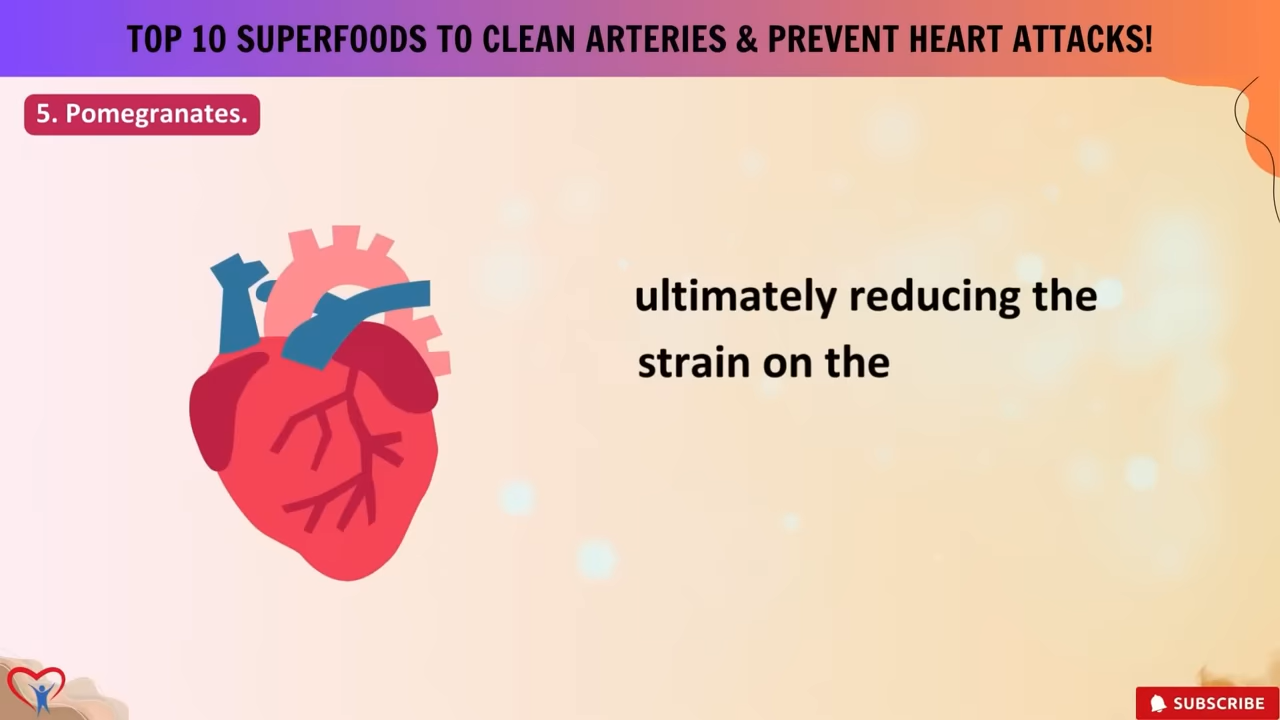 TOP 10 SUPERFOODS TO CLEAN ARTERIES & PREVENT HEART ATTACKS!
5. Pomegranates.
ultimately reducing the
strain on the
SUBSCRIBE